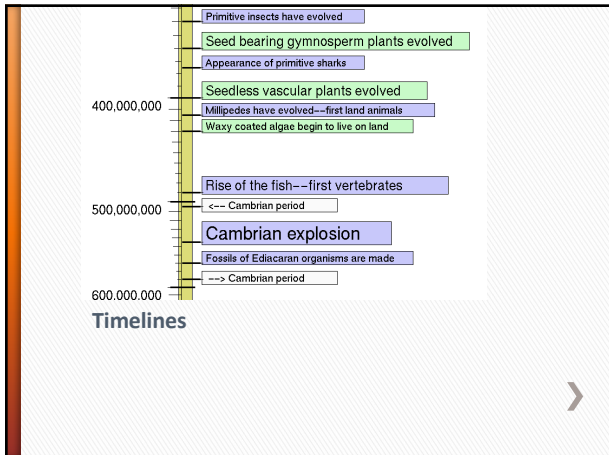 Primitive insects have evolved
Seed bearing gymnosperm plants evolved
Appearance of primitive sharks
Seedless vascular plants evolved
400,000,000
Millipedes have evolved--first land animals
Waxy coated algae begin to live on land
Rise of the fish--first vertebrates
<-- Cambrian period
500,000,000
Cambrian explosion
Fossils of Ediacaran organisms are made
--> Cambrian period
600.000.000
Timelines